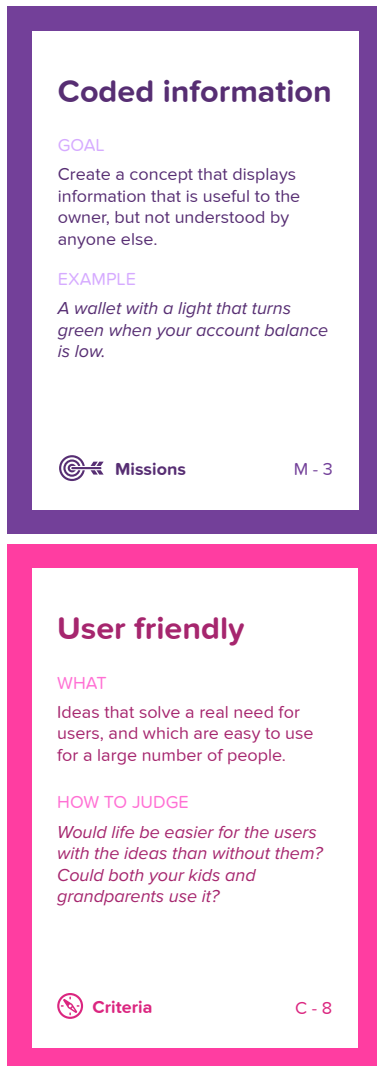 Coded information
GOAL
Create a concept that displays
information that is useful to the
owner, but not understood by
anyone else.
EXAMPLE
A wallet with a light that turns
green when your account balance
is low.
Missions M - 3
User friendly
WHAT
Ideas that solve a real need for
users, and which are easy to use
for a large number of people.
HOW TO JUDGE
Would life be easier for the users
with the ideas than without them?
Could both your kids and
grandparents use it?
Criteria C - 8